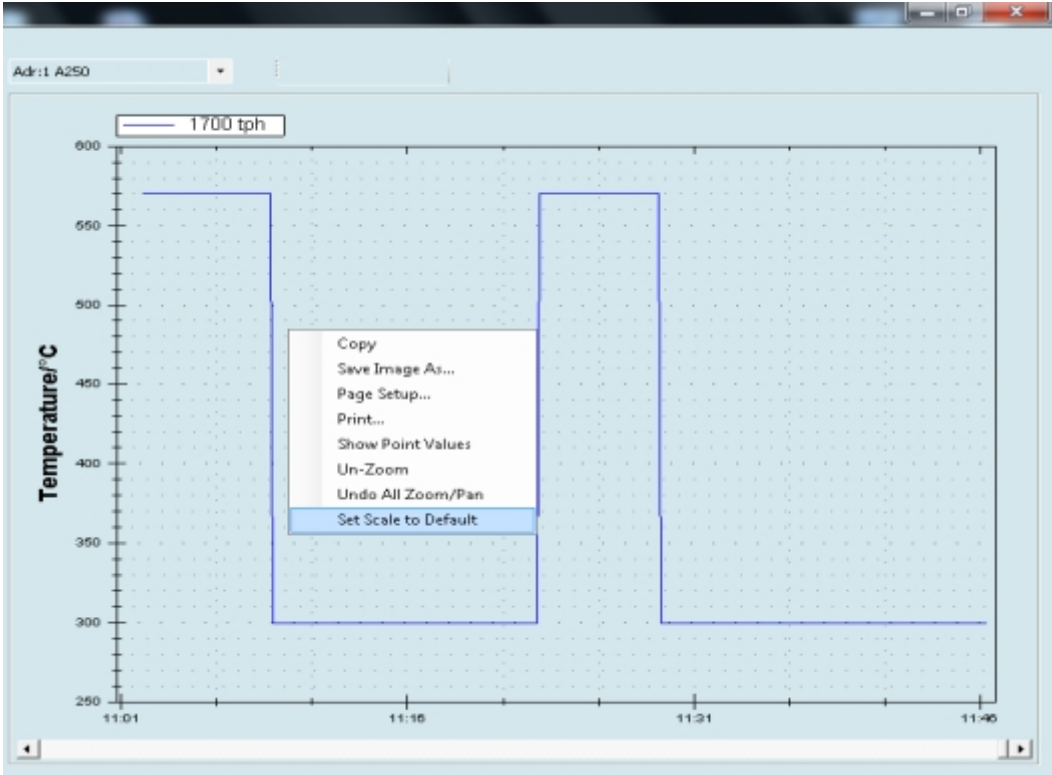 Adr:1 A250
1700 tph
600
550
500
450
400
350
300
250
Temperature/°C
Copy
Save Image As...
Page Setup...
Print...
Show Point Values
Un-Zoom
Undo All Zoom/Pan
Set Scale to Default
11:01
11:16
11:31
11:46